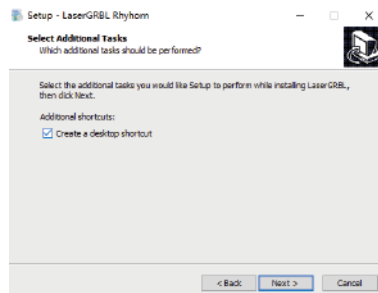 Setup - LaserGRBL Rhyhorn
Select Additional Tasks
Which additional tasks should be performed?
Select the additional tasks you would like Setup to perform while installing LaserGRBL,
then click Next.
Additional shortcuts:
Create a desktop shortcut
< Back
Next >
Cancel